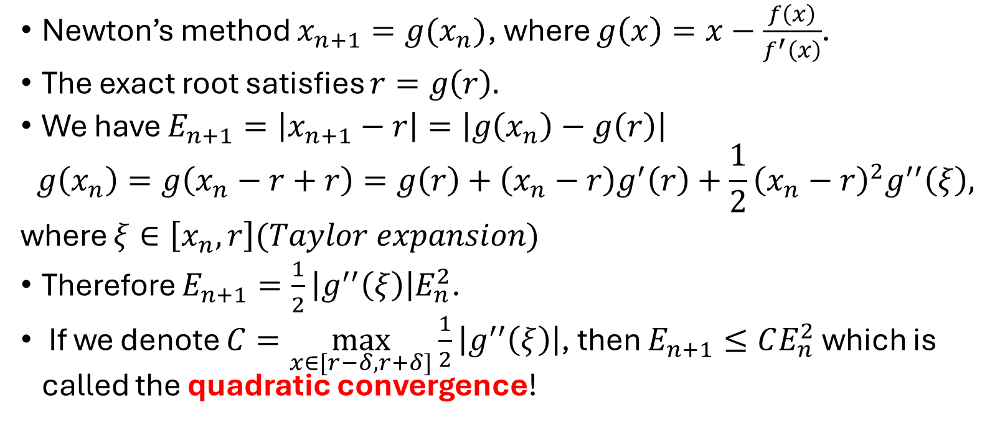 • Newton’s method $x_{n+1} = g(x_n)$, where $g(x) = x - \frac{f(x)}{f'(x)}$.
• The exact root satisfies $r = g(r)$.
• We have $E_{n+1} = |x_{n+1} - r| = |g(x_n) - g(r)|$
$g(x_n) = g(x_n - r + r) = g(r) + (x_n - r)g'(r) + \frac{1}{2}(x_n - r)^2 g''(\xi)$,
where $\xi \in [x_n, r](Taylor\ expansion)$
• Therefore $E_{n+1} = \frac{1}{2}|g''(\xi)|E_n^2$.
• If we denote $C = \max_{x \in [r-\delta, r+\delta]} \frac{1}{2}|g''(\xi)|$, then $E_{n+1} \leq CE_n^2$ which is
called the quadratic convergence!